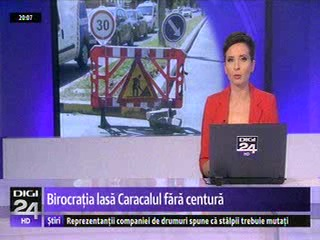 20:07
30
DIGI
24
HD
DIGI
24
HD
Birocrația lasă Caracalul fără centură
Știri
Reprezentanții companiei de drumuri spune că stâlpii trebuie mutați